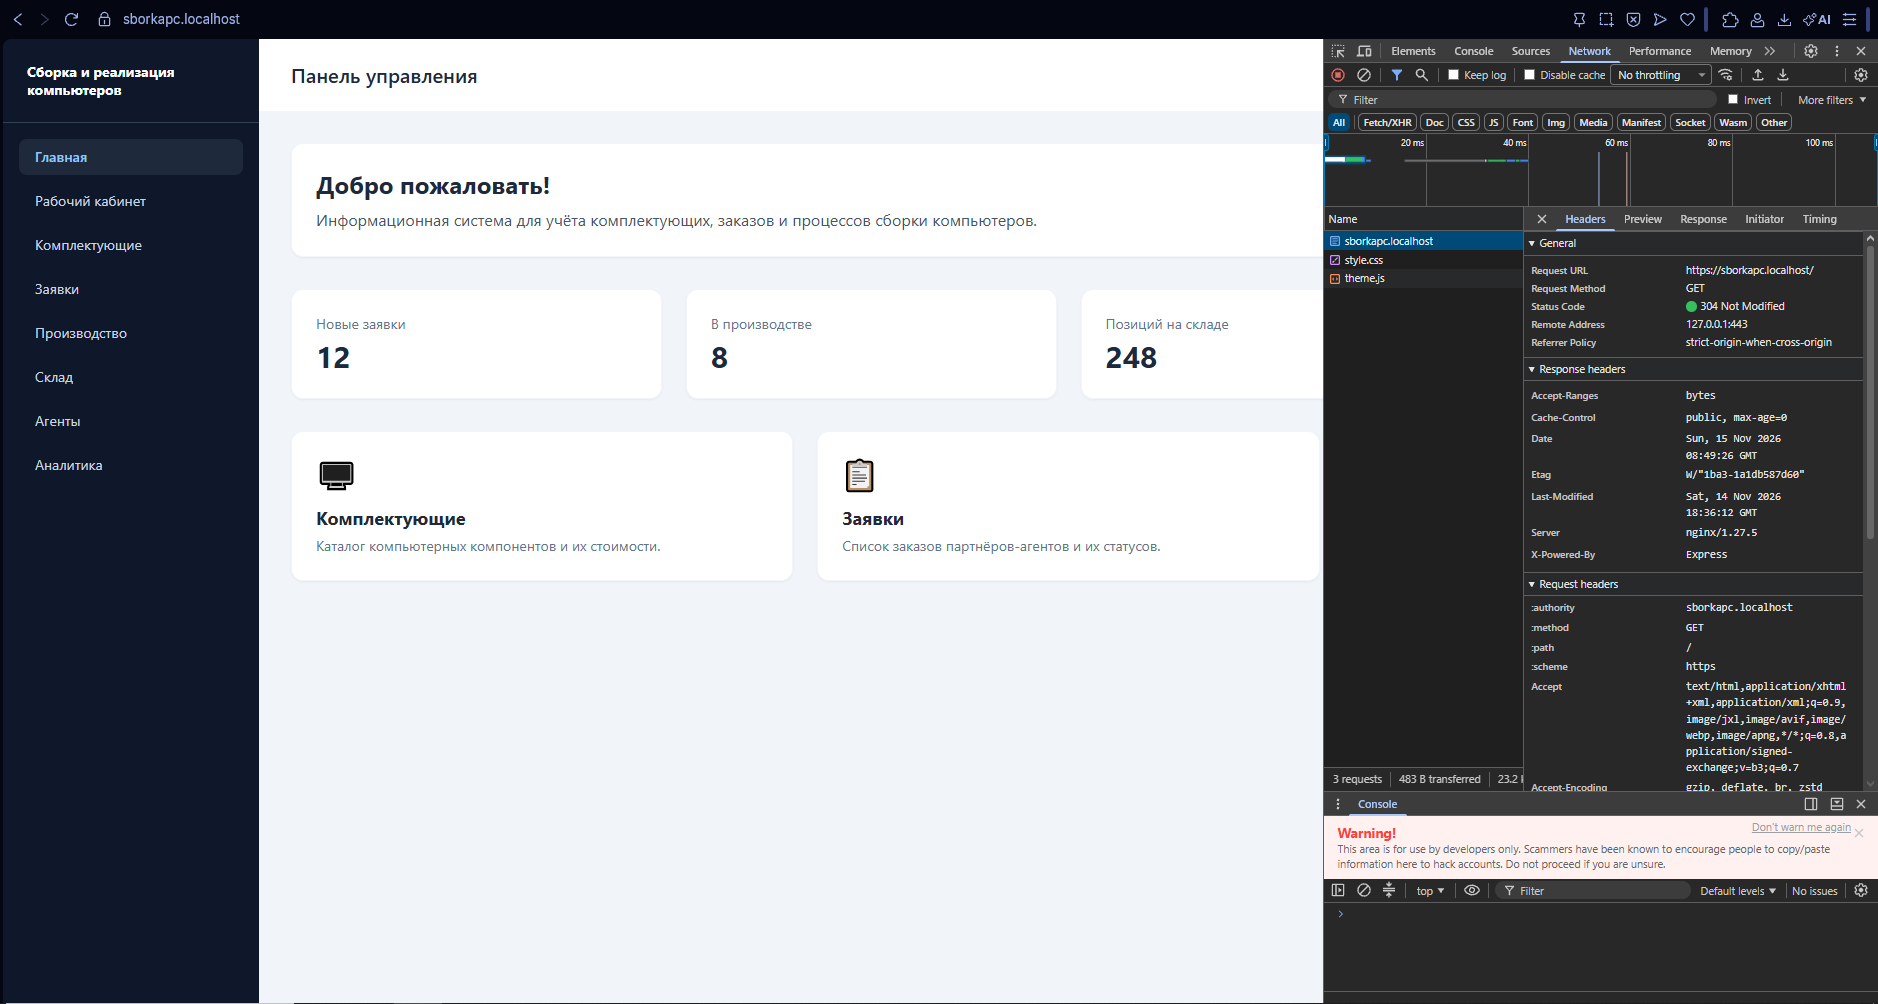 sborkapc.localhost
AI
Сборка и реализация
компьютеров
Главная
Рабочий кабинет
Комплектующие
Заявки
Производство
Склад
Агенты
Аналитика
Панель управления
Добро пожаловать!
Информационная система для учёта комплектующих, заказов и процессов сборки компьютеров.
Новые заявки
12
В производстве
8
Позиций на складе
248
Комплектующие
Каталог компьютерных компонентов и их стоимости.
Заявки
Список заказов партнёров-агентов и их статусов.
Elements Console Sources Network Performance Memory
Keep log Disable cache No throttling
Filter Invert More filters
All Fetch/XHR Doc CSS JS Font Img Media Manifest Socket Wasm Other
20 ms 40 ms 60 ms 80 ms 100 ms
Name
sborkapc.localhost
style.css
theme.js
3 requests 483 B transferred 23.2
Headers Preview Response Initiator Timing
General
Request URL https://sborkapc.localhost/
Request Method GET
Status Code 304 Not Modified
Remote Address 127.0.0.1:443
Referrer Policy strict-origin-when-cross-origin
Response headers
Accept-Ranges bytes
Cache-Control public, max-age=0
Date Sun, 15 Nov 2026
08:49:26 GMT
Etag W/"1ba3-1a1db587d60"
Last-Modified Sat, 14 Nov 2026
18:36:12 GMT
Server nginx/1.27.5
X-Powered-By Express
Request headers
:authority sborkapc.localhost
:method GET
:path /
:scheme https
Accept text/html,application/xhtml
+xml,application/xml;q=0.9,
image/jxl,image/avif,image/
webp,image/apng,*/*;q=0.8,a
pplication/signed-
exchange;v=b3;q=0.7
Accept-Encoding gzip, deflate, br, zstd
Console
Warning!
Don't warn me again
This area is for use by developers only. Scammers have been known to encourage people to copy/paste
information here to hack accounts. Do not proceed if you are unsure.
top Filter Default levels No issues